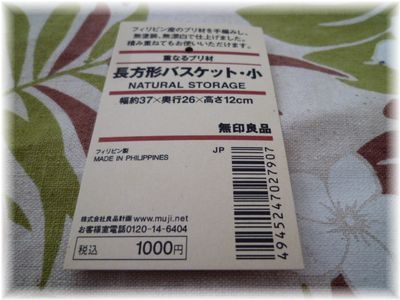 フィリピン産のブリ材を手編みし、
無塗装、無漂白で仕上げました。
積み重ねてもお使いいただけます。
重なるブリ材
長方形バスケット・小
NATURAL STORAGE
幅約37×奥行26×高さ12cm
無印良品
フィリピン製
MADE IN PHILIPPINES
JP
4945247027907
株式会社良品計画 www.muji.net
お客様室電話0120-14-6404
税込 1000円